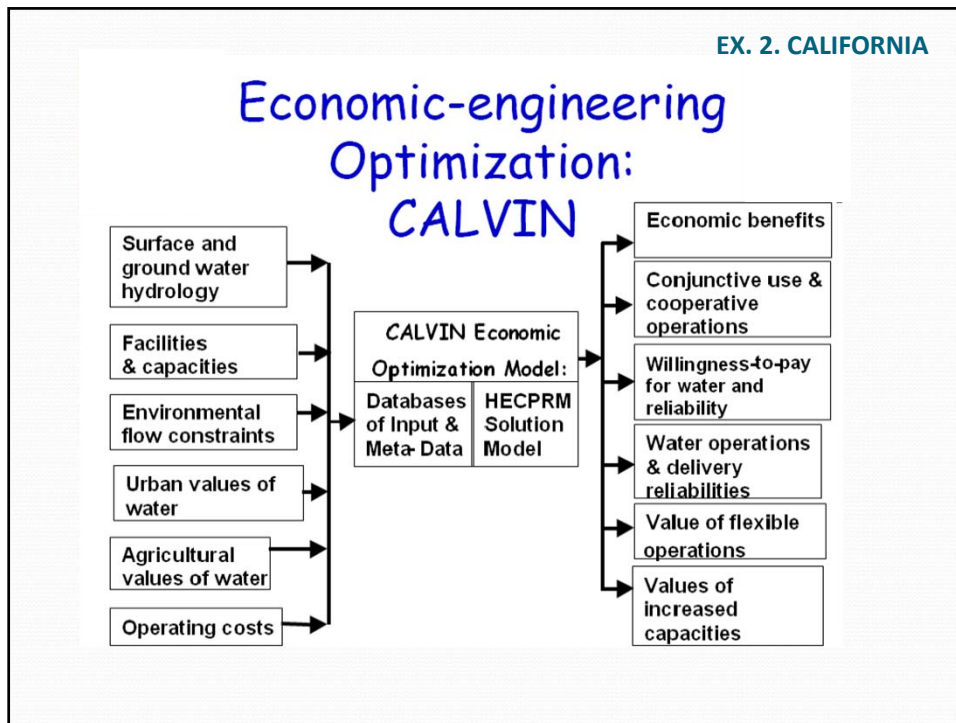 EX. 2. CALIFORNIA
Economic-engineering
Optimization:
CALVIN
Surface and
ground water
hydrology
Facilities
& capacities
Environmental
flow constraints
Urban values of
water
Agricultural
values of water
Operating costs
CALVIN Economic
Optimization Model:
Databases
of Input &
Meta-Data
HECPRM
Solution
Model
Economic benefits
Conjunctive use &
cooperative
operations
Willingness-to-pay
for water and
reliability
Water operations
& delivery
reliabilities
Value of flexible
operations
Values of
increased
capacities